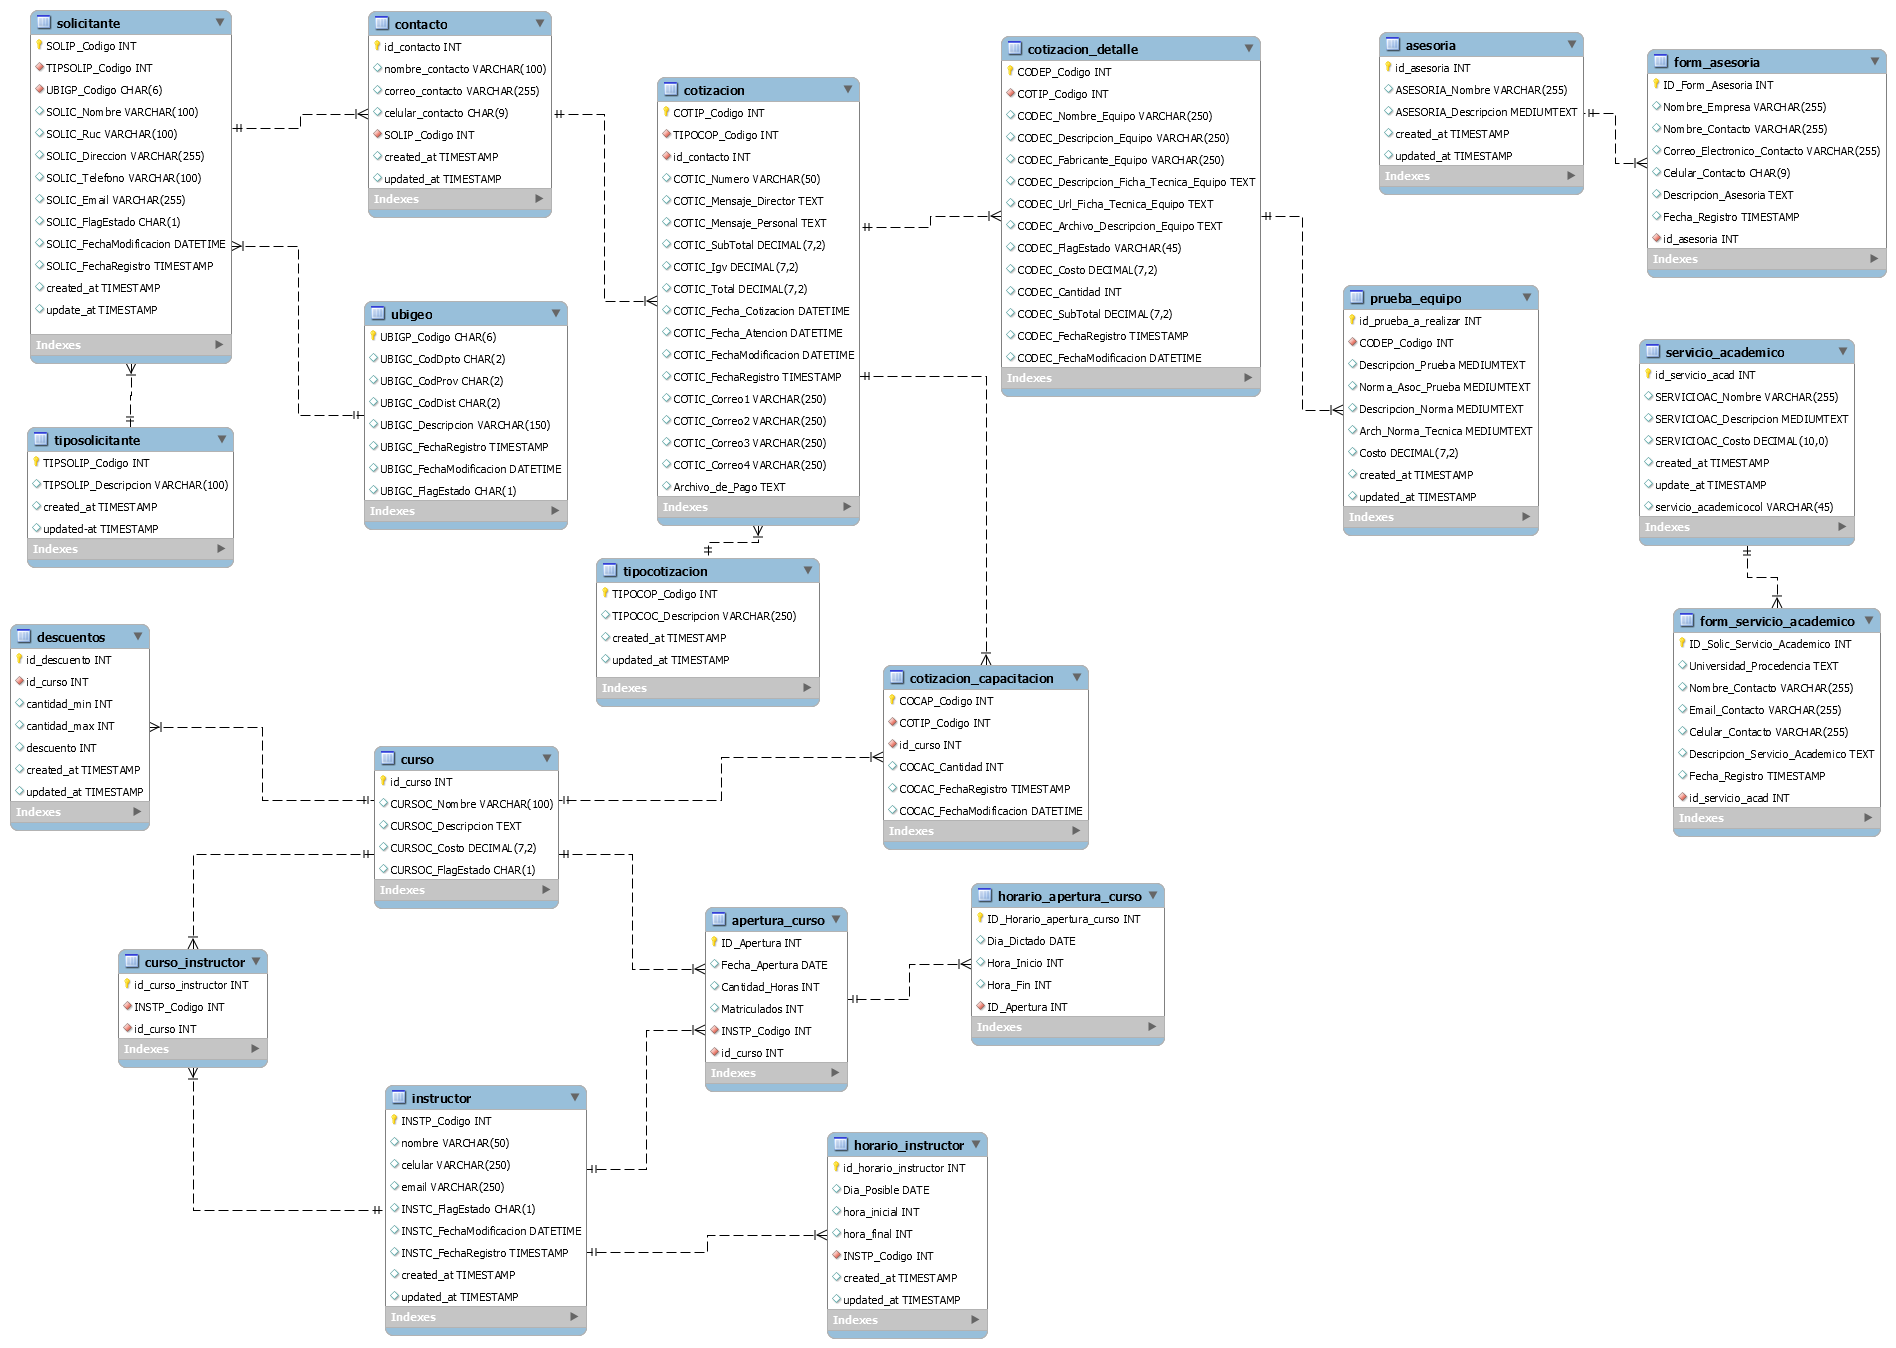 solicitante
SOLIP_Codigo INT
TIPSOLIP_Codigo INT
UBIGP_Codigo CHAR(6)
SOLIC_Nombre VARCHAR(100)
SOLIC_Ruc VARCHAR(100)
SOLIC_Direccion VARCHAR(255)
SOLIC_Telefono VARCHAR(100)
SOLIC_Email VARCHAR(255)
SOLIC_FlagEstado CHAR(1)
SOLIC_FechaModificacion DATETIME
SOLIC_FechaRegistro TIMESTAMP
created_at TIMESTAMP
update_at TIMESTAMP
Indexes
contacto
id_contacto INT
nombre_contacto VARCHAR(100)
correo_contacto VARCHAR(255)
celular_contacto CHAR(9)
SOLIP_Codigo INT
created_at TIMESTAMP
updated_at TIMESTAMP
Indexes
cotizacion
COTIP_Codigo INT
TIPOCOP_Codigo INT
id_contacto INT
COTIC_Numero VARCHAR(50)
COTIC_Mensaje_Director TEXT
COTIC_Mensaje_Personal TEXT
COTIC_SubTotal DECIMAL(7,2)
COTIC_Igv DECIMAL(7,2)
COTIC_Total DECIMAL(7,2)
COTIC_Fecha_Cotizacion DATETIME
COTIC_Fecha_Atencion DATETIME
COTIC_FechaModificacion DATETIME
COTIC_FechaRegistro TIMESTAMP
COTIC_Correo1 VARCHAR(250)
COTIC_Correo2 VARCHAR(250)
COTIC_Correo3 VARCHAR(250)
COTIC_Correo4 VARCHAR(250)
Archivo_de_Pago TEXT
Indexes
cotizacion_detalle
CODEP_Codigo INT
COTIP_Codigo INT
CODEC_Nombre_Equipo VARCHAR(250)
CODEC_Descripcion_Equipo VARCHAR(250)
CODEC_Fabricante_Equipo VARCHAR(250)
CODEC_Descripcion_Ficha_Tecnica_Equipo TEXT
CODEC_Url_Ficha_Tecnica_Equipo TEXT
CODEC_Archivo_Descripcion_Equipo TEXT
CODEC_FlagEstado VARCHAR(45)
CODEC_Costo DECIMAL(7,2)
CODEC_Cantidad INT
CODEC_SubTotal DECIMAL(7,2)
CODEC_FechaRegistro TIMESTAMP
CODEC_FechaModificacion DATETIME
Indexes
asesoria
id_asesoria INT
ASESORIA_Nombre VARCHAR(255)
ASESORIA_Descripcion MEDIUMTEXT
created_at TIMESTAMP
updated_at TIMESTAMP
Indexes
form_asesoria
ID_Form_Asesoria INT
Nombre_Empresa VARCHAR(255)
Nombre_Contacto VARCHAR(255)
Correo_Electronico_Contacto VARCHAR(255)
Celular_Contacto CHAR(9)
Descripcion_Asesoria TEXT
Fecha_Registro TIMESTAMP
id_asesoria INT
Indexes
ubigeo
UBIGP_Codigo CHAR(6)
UBIGC_CodDpto CHAR(2)
UBIGC_CodProv CHAR(2)
UBIGC_CodDist CHAR(2)
UBIGC_Descripcion VARCHAR(150)
UBIGC_FechaRegistro TIMESTAMP
UBIGC_FechaModificacion DATETIME
UBIGC_FlagEstado CHAR(1)
Indexes
prueba_equipo
id_prueba_a_realizar INT
CODEP_Codigo INT
Descripcion_Prueba MEDIUMTEXT
Norma_Asoc_Prueba MEDIUMTEXT
Descripcion_Norma MEDIUMTEXT
Arch_Norma_Tecnica MEDIUMTEXT
Costo DECIMAL(7,2)
created_at TIMESTAMP
updated_at TIMESTAMP
Indexes
servicio_academico
id_servicio_acad INT
SERVICIOAC_Nombre VARCHAR(255)
SERVICIOAC_Descripcion MEDIUMTEXT
SERVICIOAC_Costo DECIMAL(10,0)
created_at TIMESTAMP
update_at TIMESTAMP
servicio_academicocol VARCHAR(45)
Indexes
tiposolicitante
TIPSOLIP_Codigo INT
TIPSOLIP_Descripcion VARCHAR(100)
created_at TIMESTAMP
updated-at TIMESTAMP
Indexes
tipocotizacion
TIPOCOP_Codigo INT
TIPOCOC_Descripcion VARCHAR(250)
created_at TIMESTAMP
updated_at TIMESTAMP
Indexes
form_servicio_academico
ID_Solic_Servicio_Academico INT
Universidad_Procedencia TEXT
Nombre_Contacto VARCHAR(255)
Email_Contacto VARCHAR(255)
Celular_Contacto VARCHAR(255)
Descripcion_Servicio_Academico TEXT
Fecha_Registro TIMESTAMP
id_servicio_acad INT
Indexes
descuentos
id_descuento INT
id_curso INT
cantidad_min INT
cantidad_max INT
descuento INT
created_at TIMESTAMP
updated_at TIMESTAMP
Indexes
cotizacion_capacitacion
COCAP_Codigo INT
COTIP_Codigo INT
id_curso INT
COCAC_Cantidad INT
COCAC_FechaRegistro TIMESTAMP
COCAC_FechaModificacion DATETIME
Indexes
curso
id_curso INT
CURSOC_Nombre VARCHAR(100)
CURSOC_Descripcion TEXT
CURSOC_Costo DECIMAL(7,2)
CURSOC_FlagEstado CHAR(1)
Indexes
horario_apertura_curso
ID_Horario_apertura_curso INT
Dia_Dictado DATE
Hora_Inicio INT
Hora_Fin INT
ID_Apertura INT
Indexes
apertura_curso
ID_Apertura INT
Fecha_Apertura DATE
Cantidad_Horas INT
Matriculados INT
INSTP_Codigo INT
id_curso INT
Indexes
curso_instructor
id_curso_instructor INT
INSTP_Codigo INT
id_curso INT
Indexes
instructor
INSTP_Codigo INT
nombre VARCHAR(50)
celular VARCHAR(250)
email VARCHAR(250)
INSTC_FlagEstado CHAR(1)
INSTC_FechaModificacion DATETIME
INSTC_FechaRegistro TIMESTAMP
created_at TIMESTAMP
updated_at TIMESTAMP
Indexes
horario_instructor
id_horario_instructor INT
Dia_Posible DATE
hora_inicial INT
hora_final INT
INSTP_Codigo INT
created_at TIMESTAMP
updated_at TIMESTAMP
Indexes